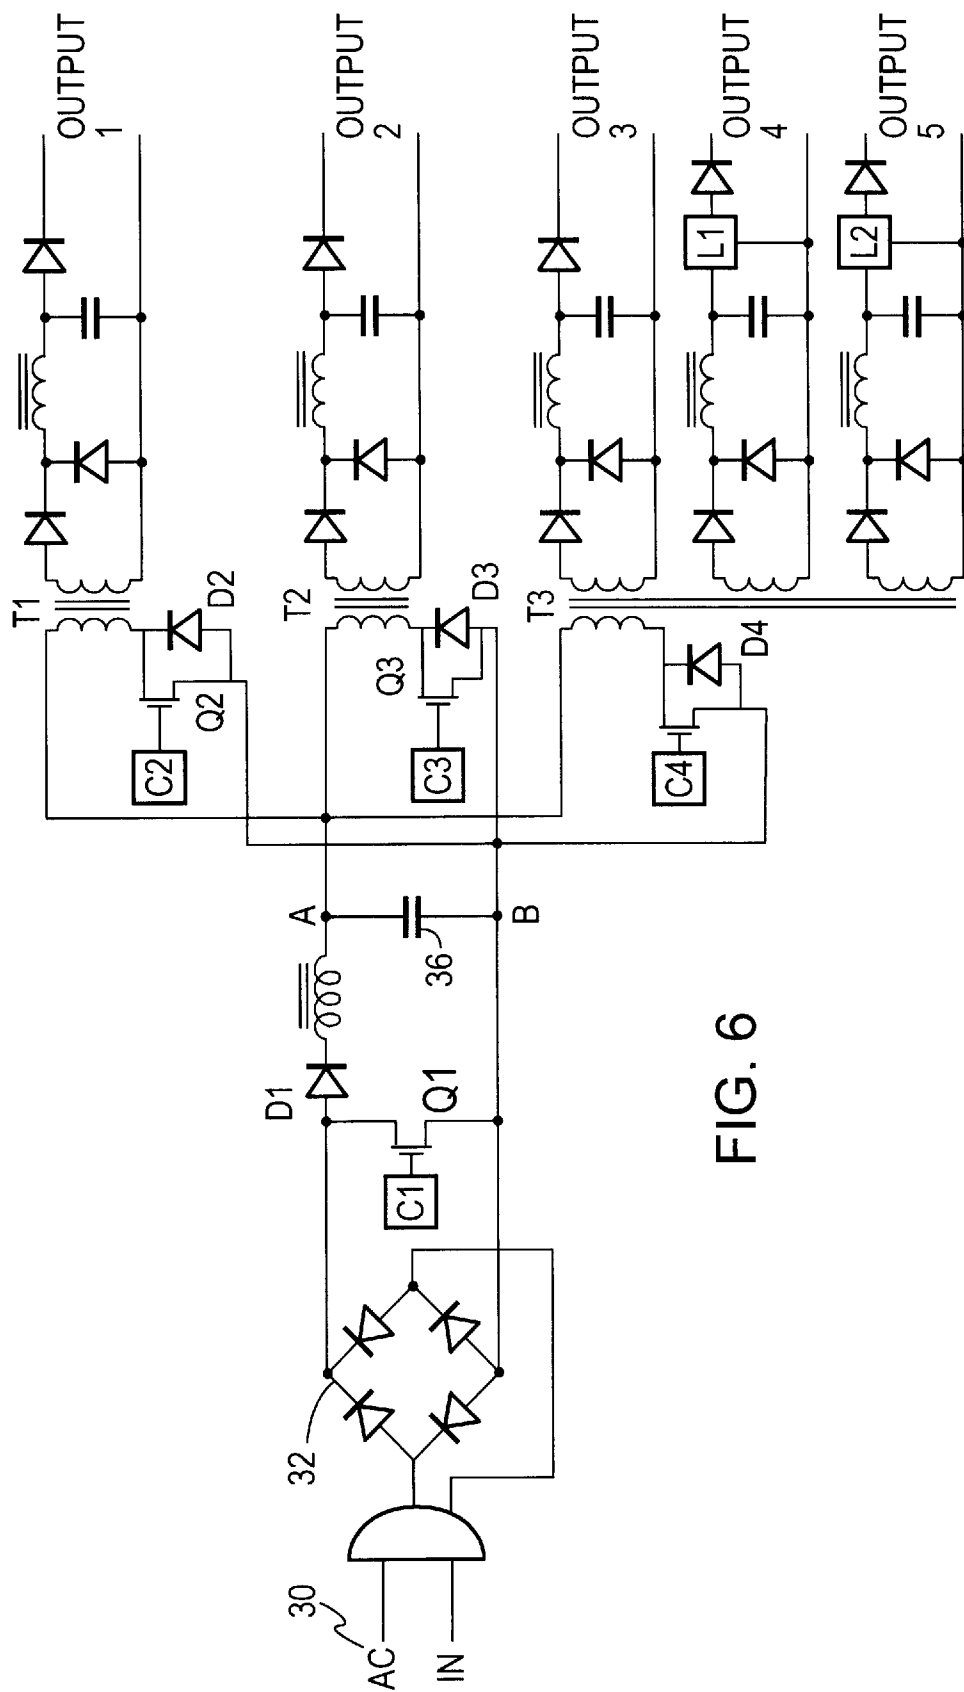 OUTPUT
1
OUTPUT
2
OUTPUT
3
OUTPUT
4
OUTPUT
5
L1
L2
T1
D2
Q2
C2
T2
D3
Q3
C3
T3
D4
C4
A
B
36
D1
Q1
C1
32
30
AC
IN
FIG. 6